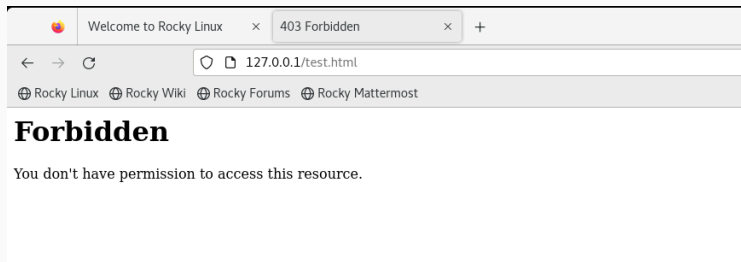 Welcome to Rocky Linux
403 Forbidden
127.0.0.1/test.html
Rocky Linux Rocky Wiki Rocky Forums Rocky Mattermost
Forbidden
You don't have permission to access this resource.